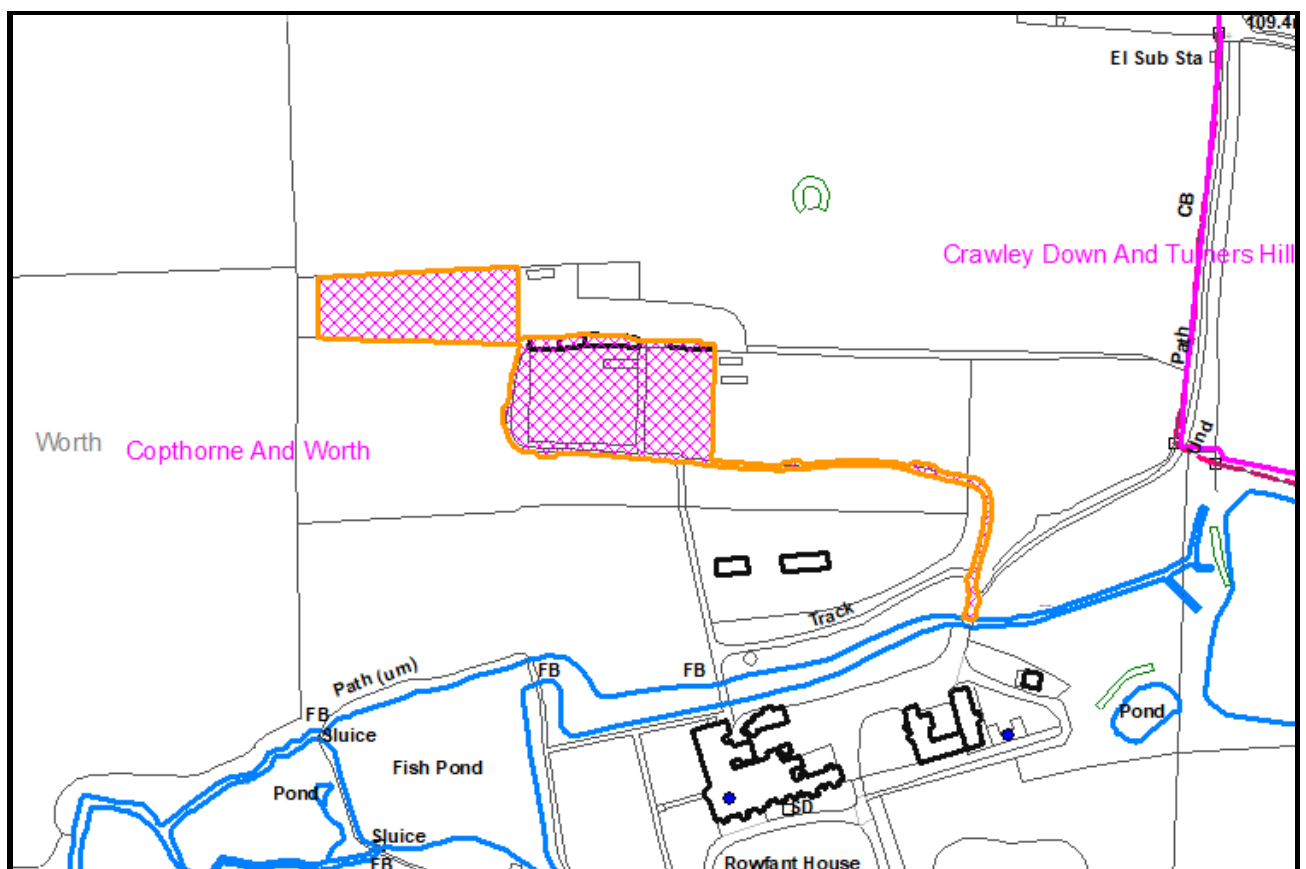 109.4
El Sub Sta
CB
Crawley Down And Turners Hill
Path
Und
Worth
Copthorne And Worth
Track
Path (um)
FB
FB
FB
Sluice
Pond
Fish Pond
Pond
SD
Sluice
FB
Rowfant House